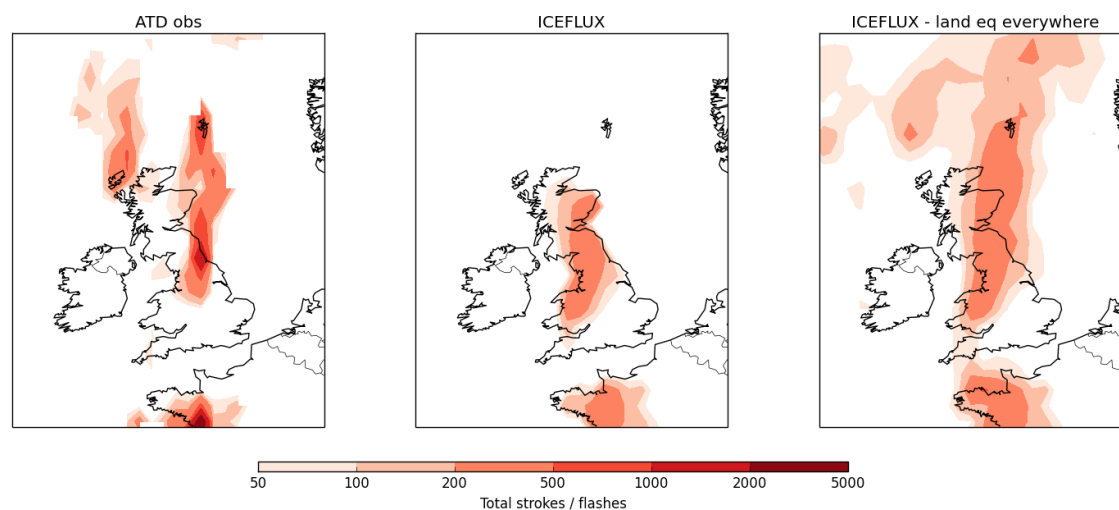 ATD obs
ICEFLUX
ICEFLUX - land eq everywhere
50 100 200 500 1000 2000 5000
Total strokes / flashes